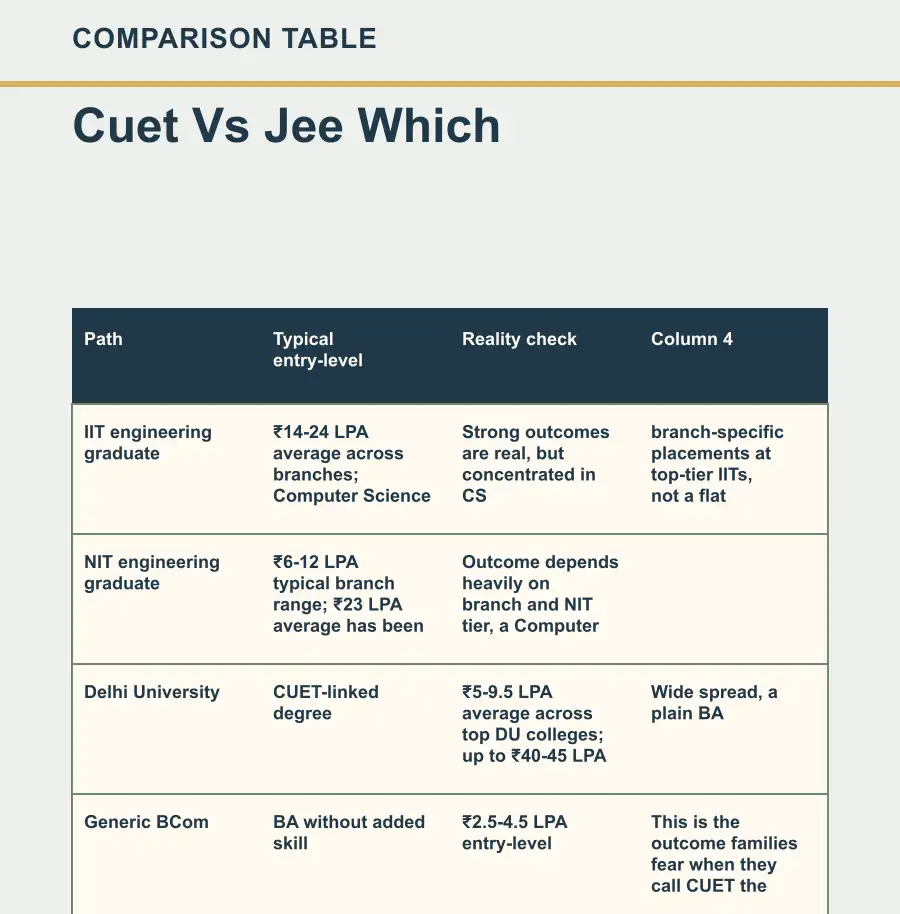 COMPARISON TABLE
Cuet Vs Jee Which
Path
Typical
entry-level
Reality check
Column 4
IIT engineering
graduate
₹14-24 LPA
average across
branches;
Computer Science
Strong outcomes
are real, but
concentrated in
CS
branch-specific
placements at
top-tier IITs,
not a flat
NIT engineering
graduate
₹6-12 LPA
typical branch
range; ₹23 LPA
average has been
Outcome depends
heavily on
branch and NIT
tier, a Computer
Delhi University
CUET-linked
degree
₹5-9.5 LPA
average across
top DU colleges;
up to ₹40-45 LPA
Wide spread, a
plain BA
Generic BCom
BA without added
skill
₹2.5-4.5 LPA
entry-level
This is the
outcome families
fear when they
call CUET the